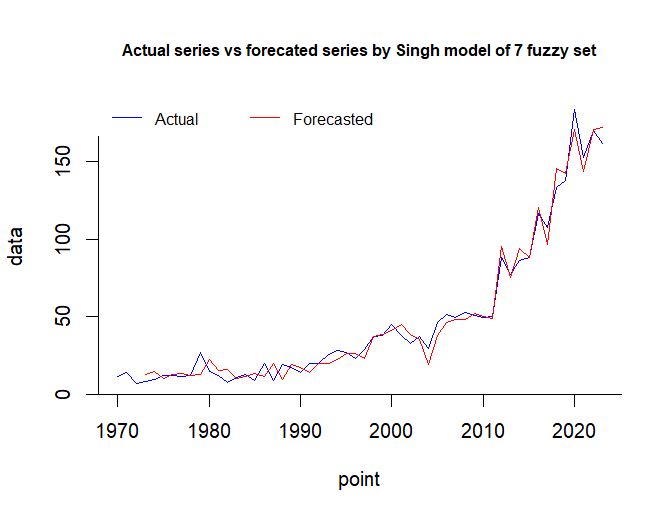 Actual series vs forecated series by Singh model of 7 fuzzy set
Actual Forecasted
150
100
50
0
data
1970 1980 1990 2000 2010 2020
point